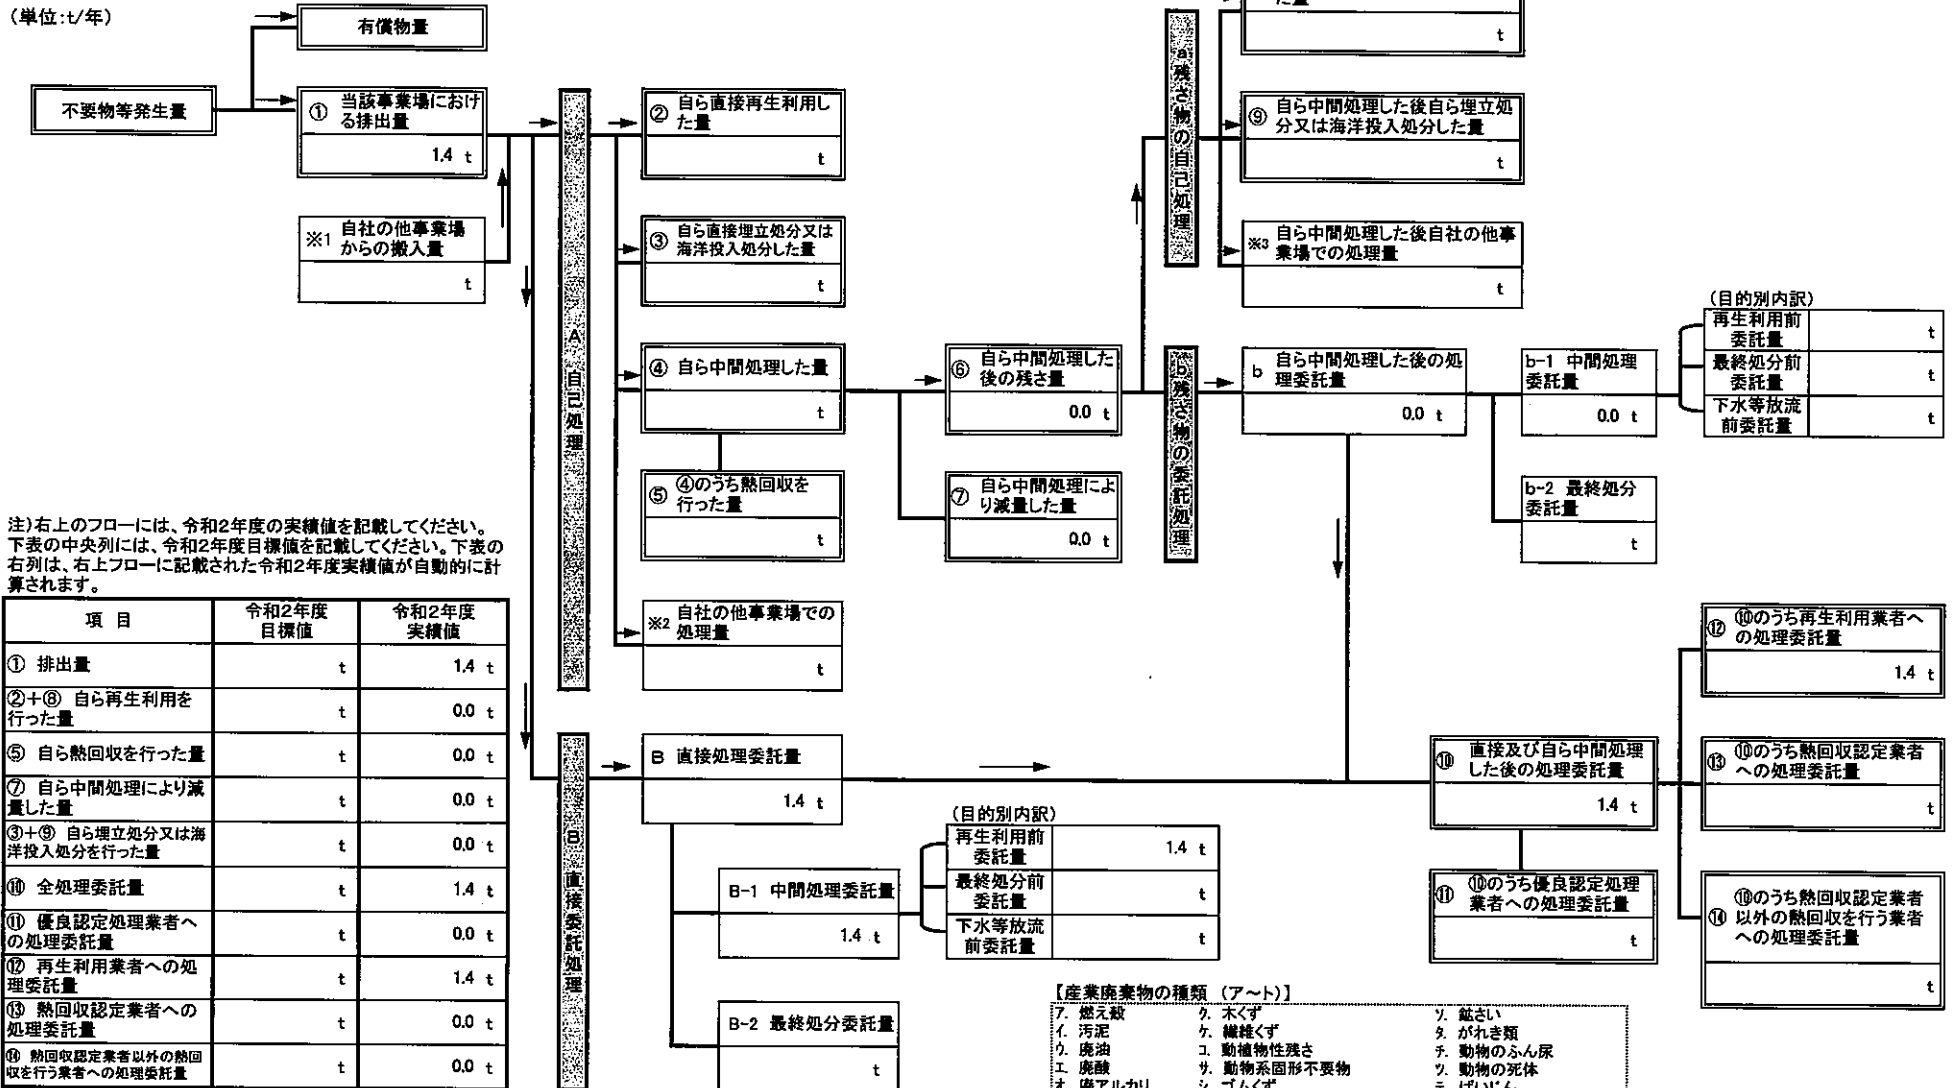 (単位:t/年)
有償物量
不要物等発生量
① 当該事業場におけ
る排出量
1.4 t
※1 自社の他事業場
からの搬入量
t
A 自己処理
② 自ら直接再生利用し
た量
t
③ 自ら直接埋立処分又は
海洋投入処分した量
t
④ 自ら中間処理した量
t
⑤ ④のうち熱回収を
行った量
t
※2 自社の他事業場での
処理量
t
⑥ 自ら中間処理した
後の残さ量
0.0 t
⑦ 自ら中間処理によ
り減量した量
0.0 t
a 残さ物の自己処理
た量
t
⑨ 自ら中間処理した後自ら埋立処
分又は海洋投入処分した量
t
※3 自ら中間処理した後自社の他事
業場での処理量
t
b 残さ物の委託処理
b 自ら中間処理した後の処
理委託量
0.0 t
b-1 中間処理
委託量
0.0 t
(目的別内訳)
再生利用前
委託量 t
最終処分前
委託量 t
下水等放流
前委託量 t
b-2 最終処分
委託量
t
注)右上のフローには、令和2年度の実績値を記載してください。
下表の中央列には、令和2年度目標値を記載してください。下表の
右列は、右上フローに記載された令和2年度実績値が自動的に計
算されます。
項 目 令和2年度 目標値 令和2年度 実績値
① 排出量 t 1.4 t
②+⑧ 自ら再生利用を
行った量 t 0.0 t
⑤ 自ら熱回収を行った量 t 0.0 t
⑦ 自ら中間処理により減
量した量 t 0.0 t
③+⑨ 自ら埋立処分又は海
洋投入処分を行った量 t 0.0 t
⑩ 全処理委託量 t 1.4 t
⑪ 優良認定処理業者へ
の処理委託量 t 0.0 t
⑫ 再生利用業者への処
理委託量 t 1.4 t
⑬ 熱回収認定業者への
処理委託量 t 0.0 t
⑭ 熱回収認定業者以外の熱回
収を行う業者への処理委託量 t 0.0 t
B 直接委託処理
B 直接処理委託量
1.4 t
B-1 中間処理委託量
1.4 t
(目的別内訳)
再生利用前
委託量 1.4 t
最終処分前
委託量 t
下水等放流
前委託量 t
B-2 最終処分委託量
t
⑩ 直接及び自ら中間処理
した後の処理委託量
1.4 t
⑪ ⑩のうち優良認定処理
業者への処理委託量
t
⑫ ⑩のうち再生利用業者へ
の処理委託量
1.4 t
⑬ ⑩のうち熱回収認定業者
への処理委託量
t
⑭ ⑩のうち熱回収認定業者
以外の熱回収を行う業者
への処理委託量
t
【産業廃棄物の種類 (ア~ト)】
ア. 燃え殻 ク. 木くず ソ. 鉱さい
イ. 汚泥 ケ. 繊維くず タ. がれき類
ウ. 廃油 コ. 動植物性残さ チ. 動物のふん尿
エ. 廃酸 サ. 動物系固形不要物 ツ. 動物の死体
オ. 廃アルカリ シ. ゴムくず テ. ばいじん